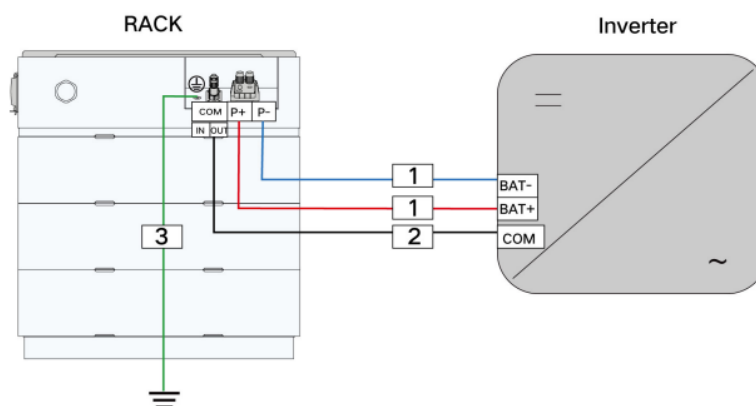 RACK
Inverter
COM P+ P-
IN OUT
1
BAT-
1
BAT+
3
2
COM
~